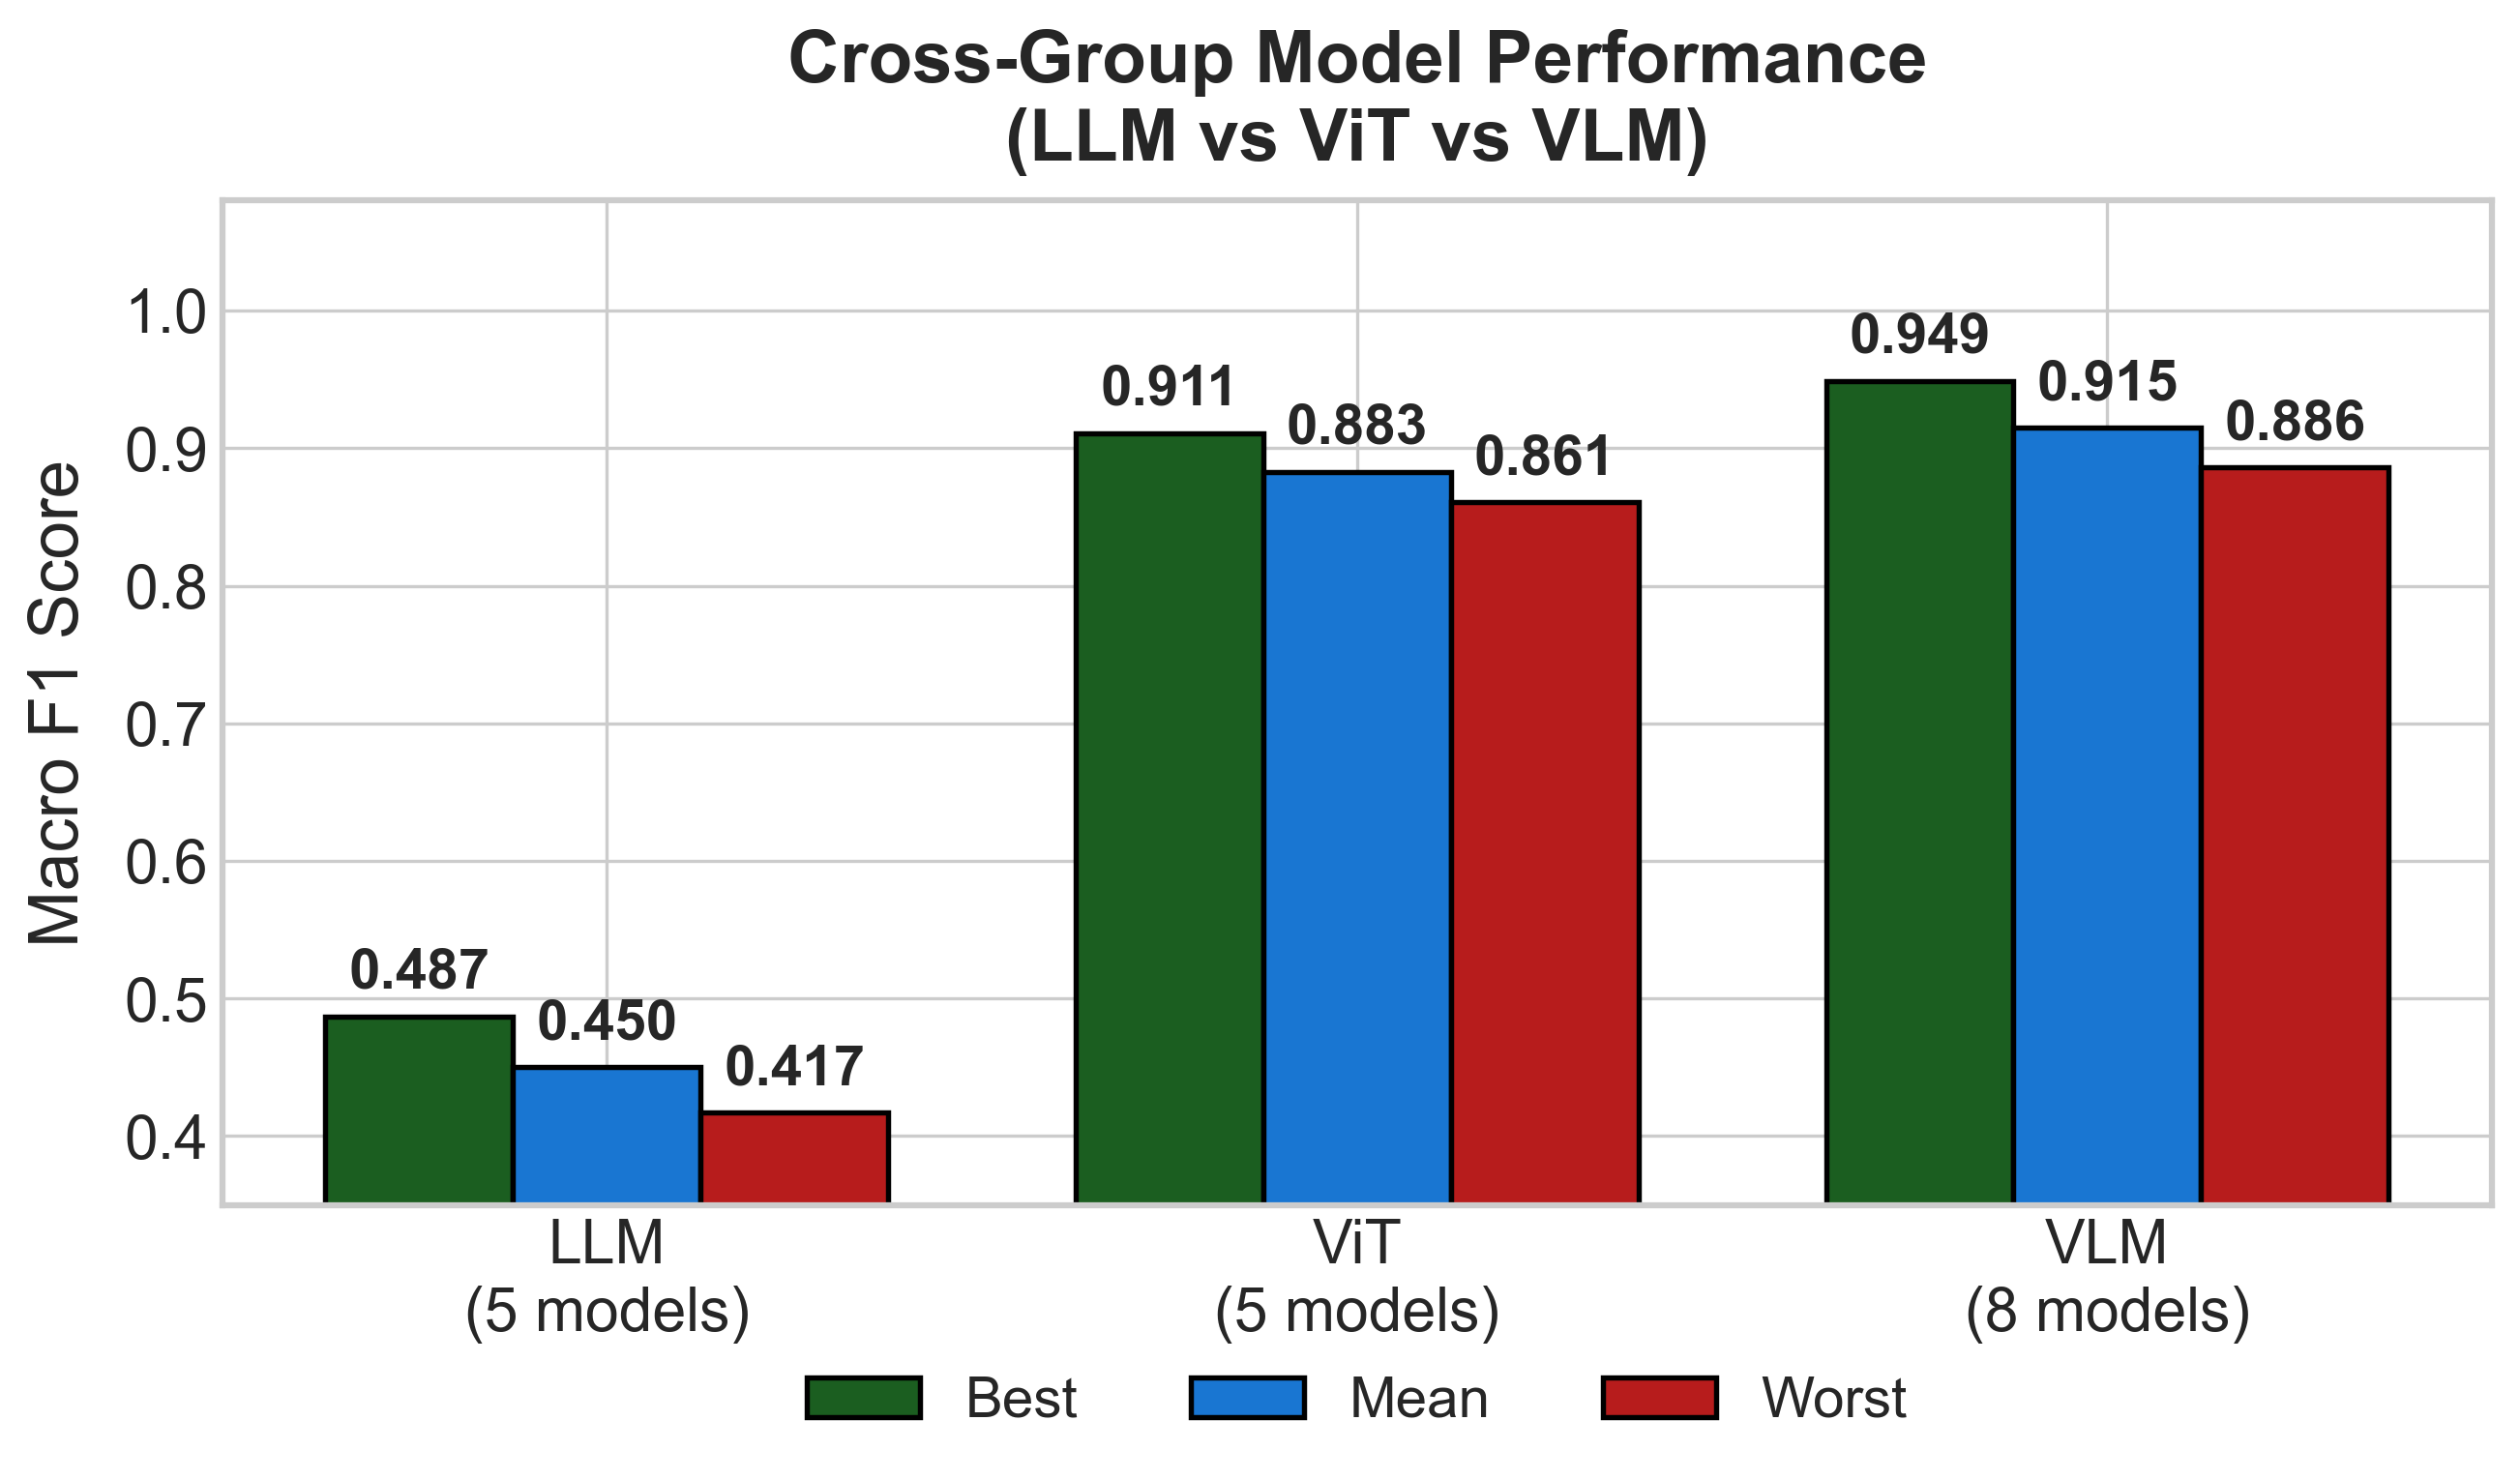 Cross-Group Model Performance
(LLM vs ViT vs VLM)
Macro F1 Score
1.0
0.9
0.8
0.7
0.6
0.5
0.4
0.487
0.450
0.417
0.911
0.883
0.861
0.949
0.915
0.886
LLM
(5 models)
ViT
(5 models)
VLM
(8 models)
Best
Mean
Worst